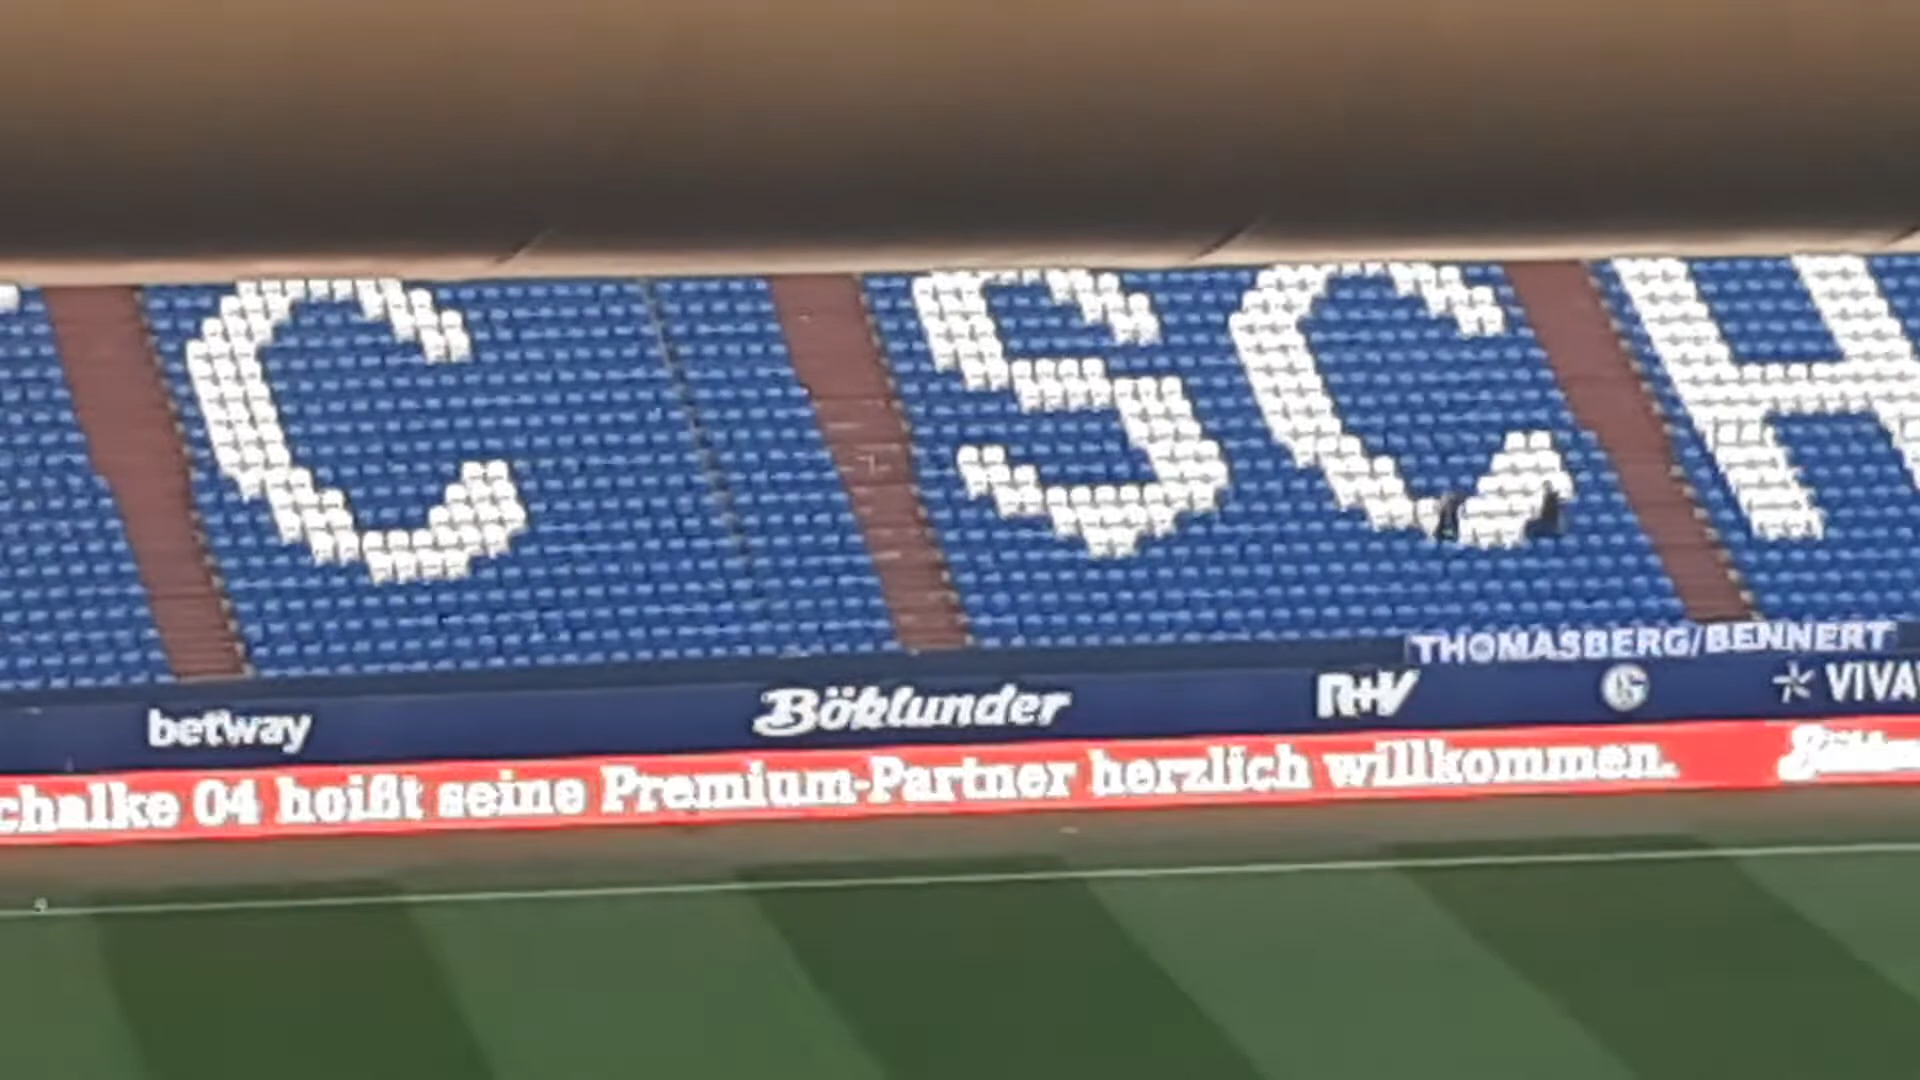 C SCH
THOMASBERG/BENNERT
betway Böklunder R+V VIVA
chalke 04 heißt seine Premium-Partner herzlich willkommen.